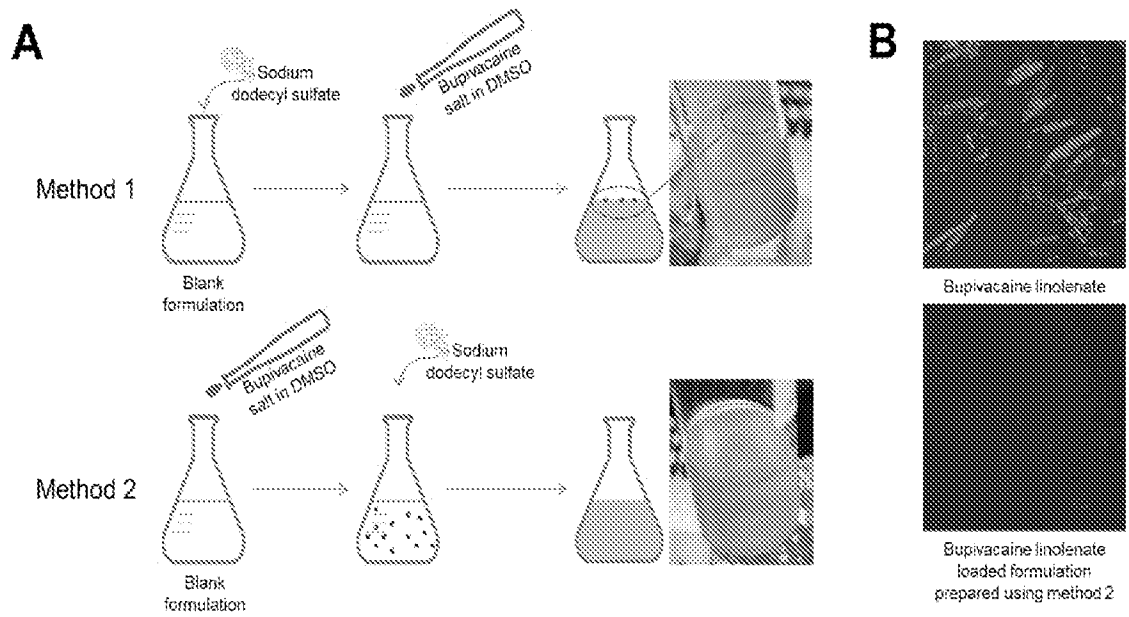 A
B
Sodium
dodecyl sulfate
Bupivacaine
salt in DMSO
Method 1
Blank
formulation
Bupivacaine linolenate
Bupivacaine
salt in DMSO
Sodium
dodecyl sulfate
Method 2
Blank
formulation
Bupivacaine linolenate
loaded formulation
prepared using method 2